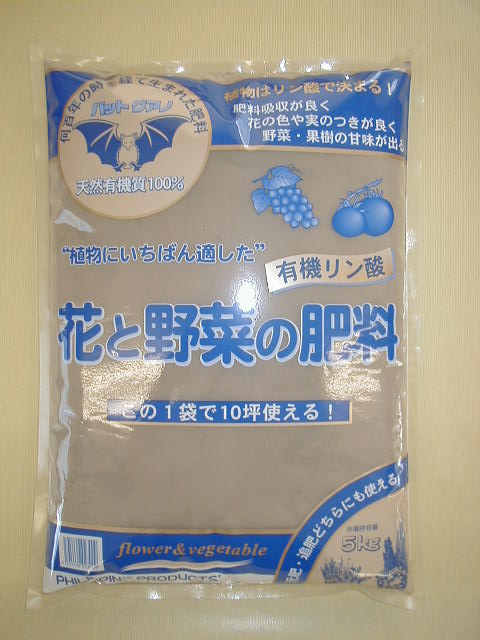 何百年の時を経て生まれた肥料
バットグアノ
天然有機質100%
植物はリン酸で決まる!
肥料吸収が良く
花の色や実のつきが良く
野菜・果樹の甘味が出る
"植物にいちばん適した"
有機リン酸
花と野菜の肥料
この1袋で10坪使える!
元肥・追肥どちらにも使える
5kg
flower & vegetable
PHILIPPINE PRODUCTS